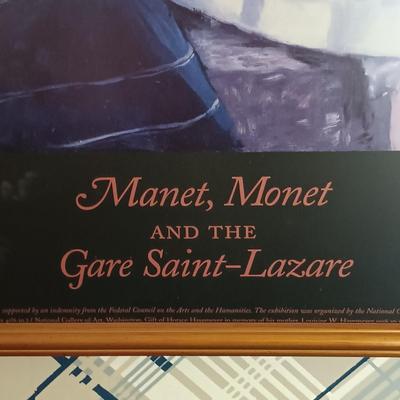 Manet, Monet
AND THE
Gare Saint-Lazare
supported by an indemnity from the Federal Council on the Arts and the Humanities. The exhibition was organized by the National
National Gallery of Art, Washington, Gift of Horace Havemeyer in memory of his mother, Louisine W. Havemeyer